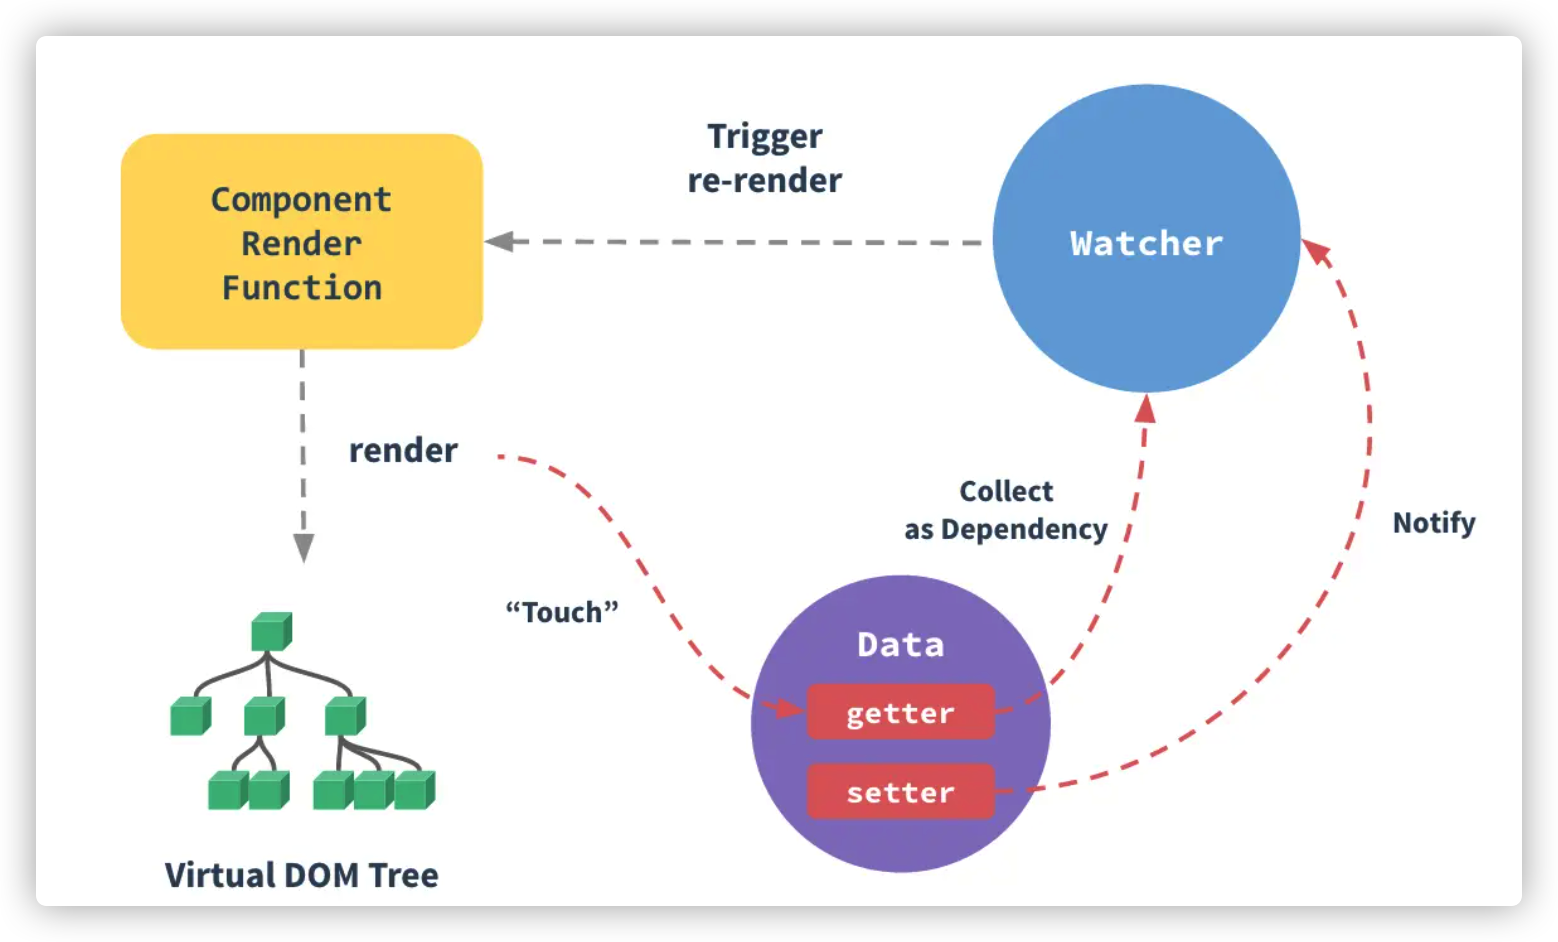 Trigger
re-render
Component
Render
Function
Watcher
render
Collect
as Dependency
Notify
“Touch”
Data
getter
setter
Virtual DOM Tree